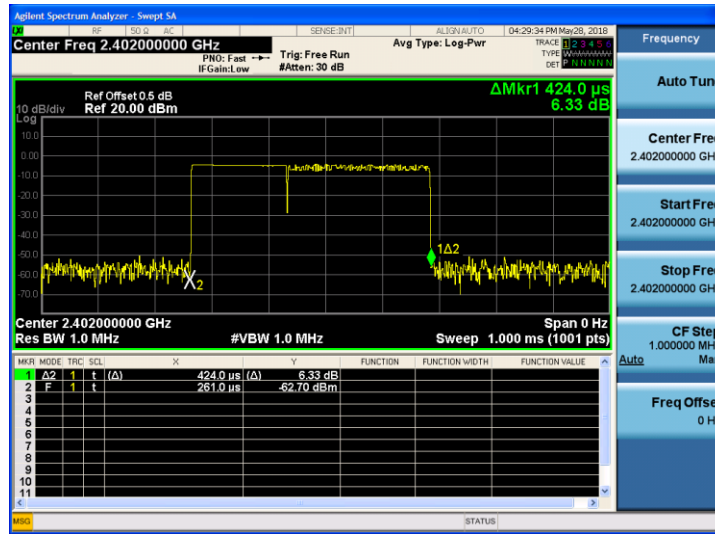 Agilent Spectrum Analyzer - Swept SA
RF 50 Ω AC SENSE:INT ALIGNAUTO 04:29:34 PM May 28, 2018
Center Freq 2.402000000 GHz
PNO: Fast
IFGain:Low
Trig: Free Run
#Atten: 30 dB
Avg Type: Log-Pwr
TRACE 1 2 3 4 5 6
TYPE
DET P N N N N N
Ref Offset 0.5 dB
10 dB/div Ref 20.00 dBm
Log
ΔMkr1 424.0 µs
6.33 dB
10.0
0.00
-10.0
-20.0
-30.0
-40.0
-50.0
-60.0
-70.0
1Δ2
2
Center 2.402000000 GHz Span 0 Hz
Res BW 1.0 MHz #VBW 1.0 MHz Sweep 1.000 ms (1001 pts)
MKR MODE TRC SCL X Y FUNCTION FUNCTION WIDTH FUNCTION VALUE
1 Δ2 1 t (Δ) 424.0 µs (Δ) 6.33 dB
2 F 1 t 261.0 µs -62.70 dBm
3
4
5
6
7
8
9
10
11
MSG STATUS
Frequency
Auto Tun
Center Fre
2.402000000 GH
Start Fre
2.402000000 GH
Stop Fre
2.402000000 GH
CF Step
1.000000 MH
Auto Ma
Freq Offse
0 H